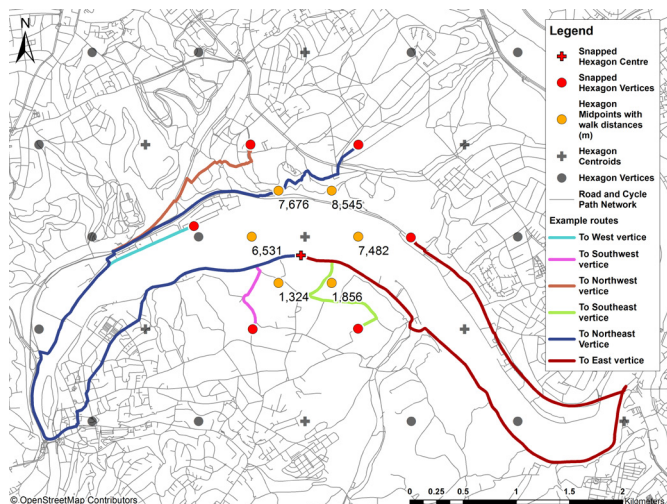 N
7,676
8,545
6,531
7,482
1,324
1,856
Legend
Snapped
Hexagon Centre
Snapped
Hexagon Vertices
Hexagon
Midpoints with
walk distances
(m)
Hexagon
Centroids
Hexagon Vertices
Road and Cycle
Path Network
Example routes
To West vertice
To Southwest
vertice
To Northwest
vertice
To Southeast
vertice
To Northeast
Vertice
To East vertice
0 0.25 0.5 1 1.5 2
Kilometers
© OpenStreetMap Contributors